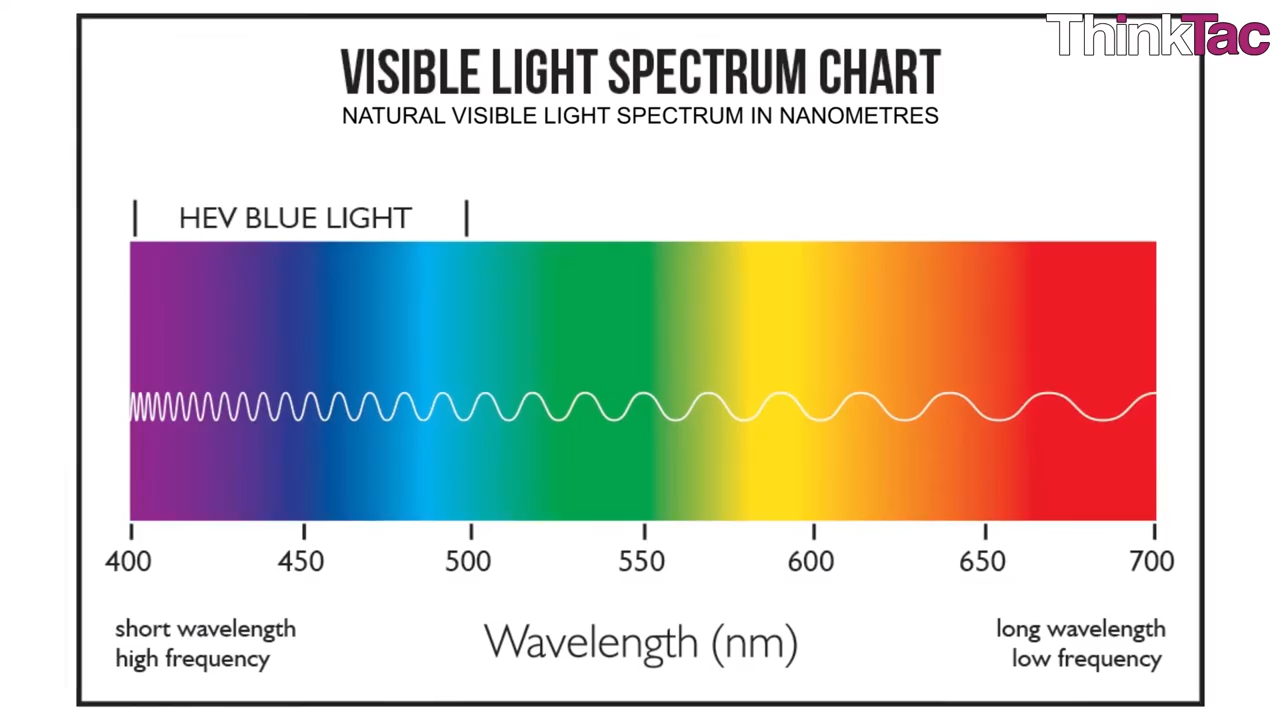 ThinkTac
VISIBLE LIGHT SPECTRUM CHART
NATURAL VISIBLE LIGHT SPECTRUM IN NANOMETRES
HEV BLUE LIGHT
400 450 500 550 600 650 700
short wavelength
high frequency
Wavelength (nm)
long wavelength
low frequency